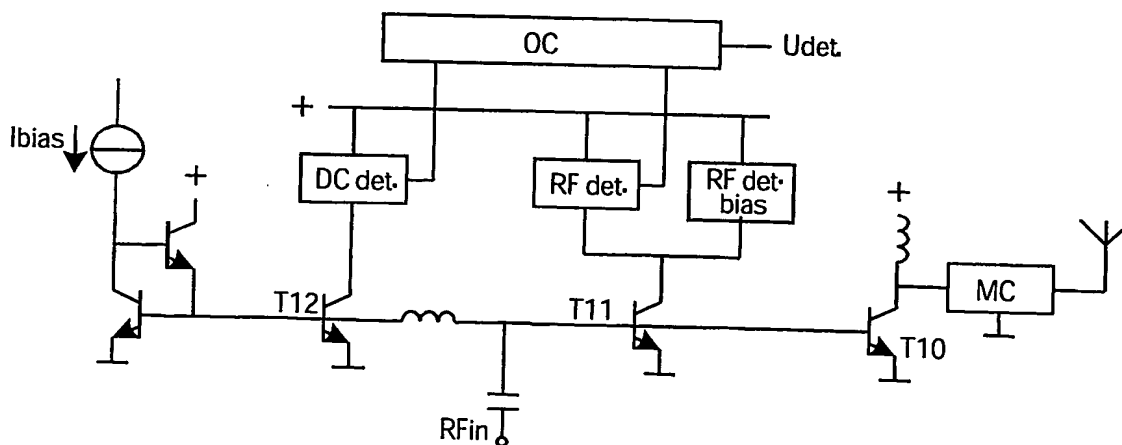 OC
Udet.
+
Ibias
+
DC det.
RF det.
RF det.
bias
+
T12
T11
MC
T10
RFin